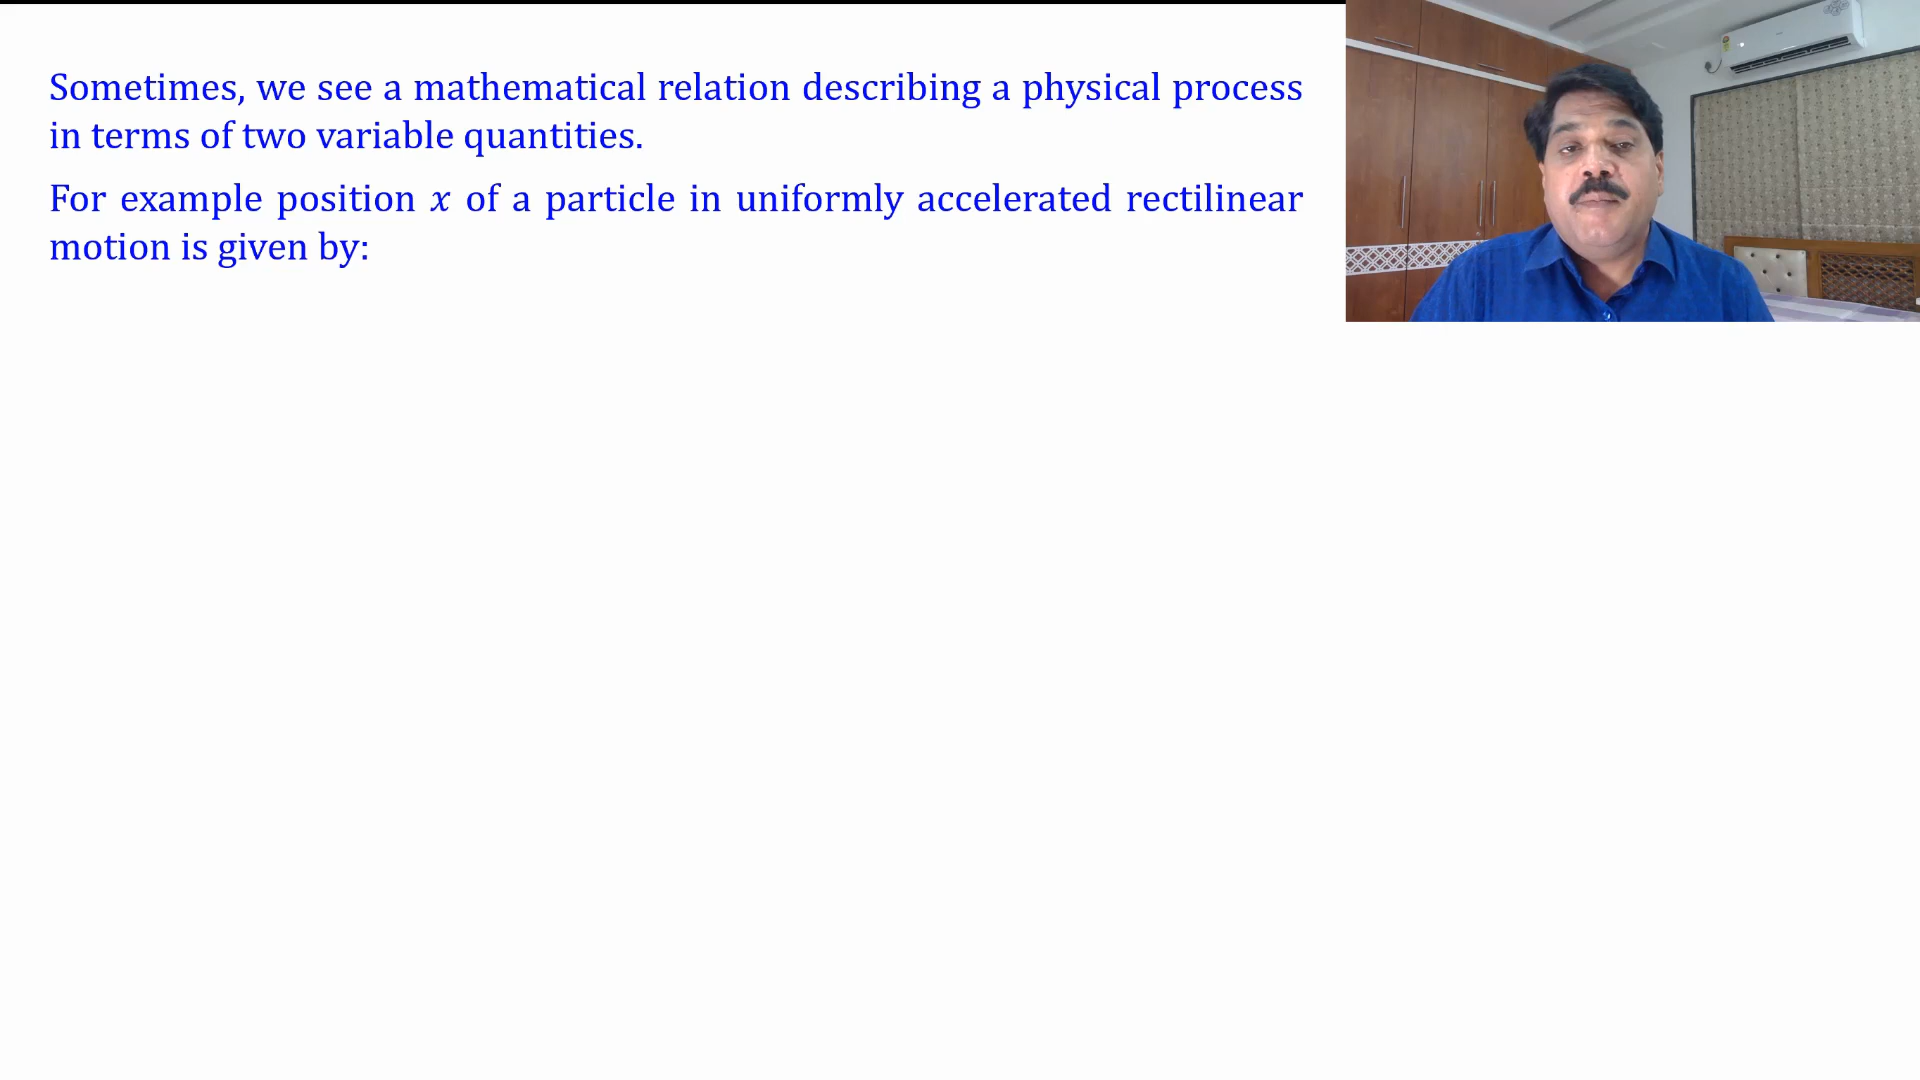 Sometimes, we see a mathematical relation describing a physical process
in terms of two variable quantities.
For example position x of a particle in uniformly accelerated rectilinear
motion is given by: